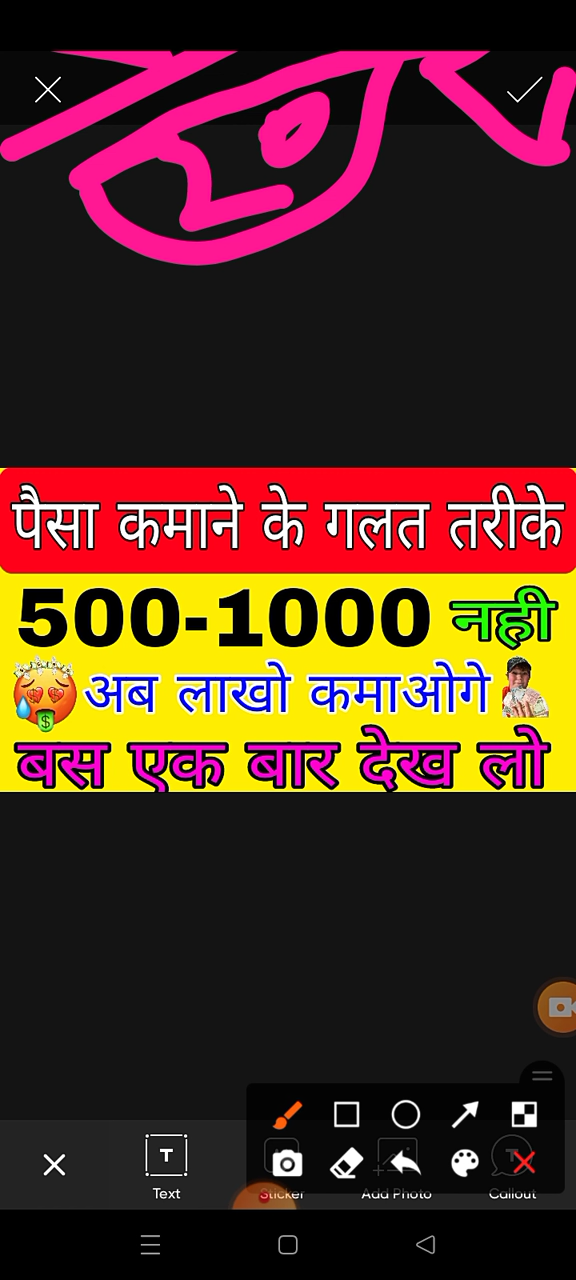 पैसा कमाने के गलत तरीके
500-1000 नही
अब लाखो कमाओगे
बस एक बार देख लो
Text
Sticker
Add Photo
Callout